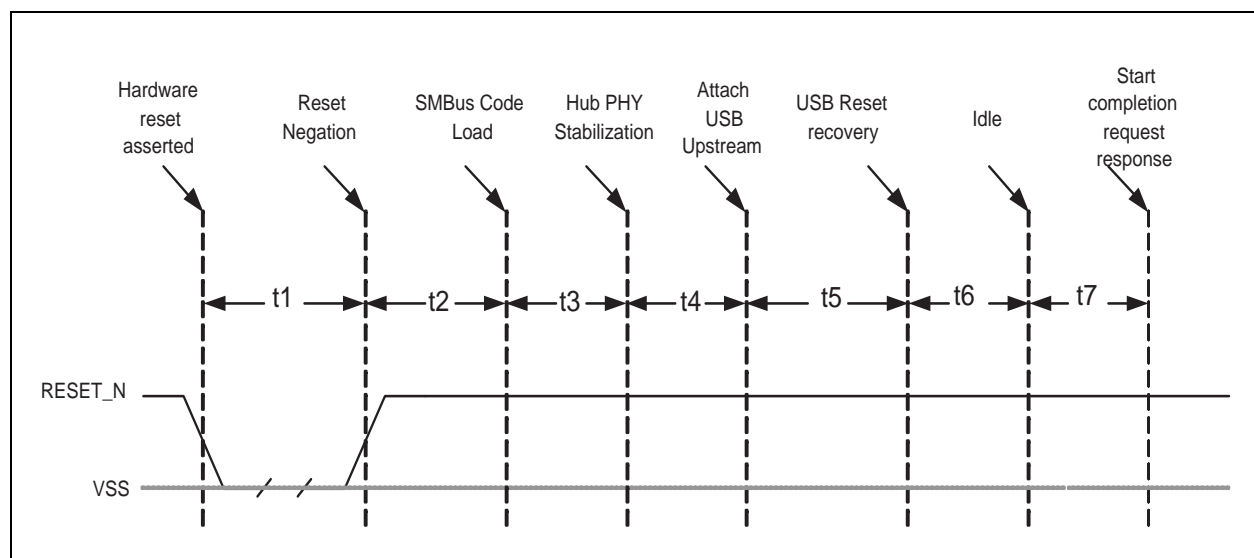 Hardware
reset
asserted
Reset
Negation
SMBus Code
Load
Hub PHY
Stabilization
Attach
USB
Upstream
USB Reset
recovery
Idle
Start
completion
request
response
t1
t2
t3
t4
t5
t6
t7
RESET_N
VSS